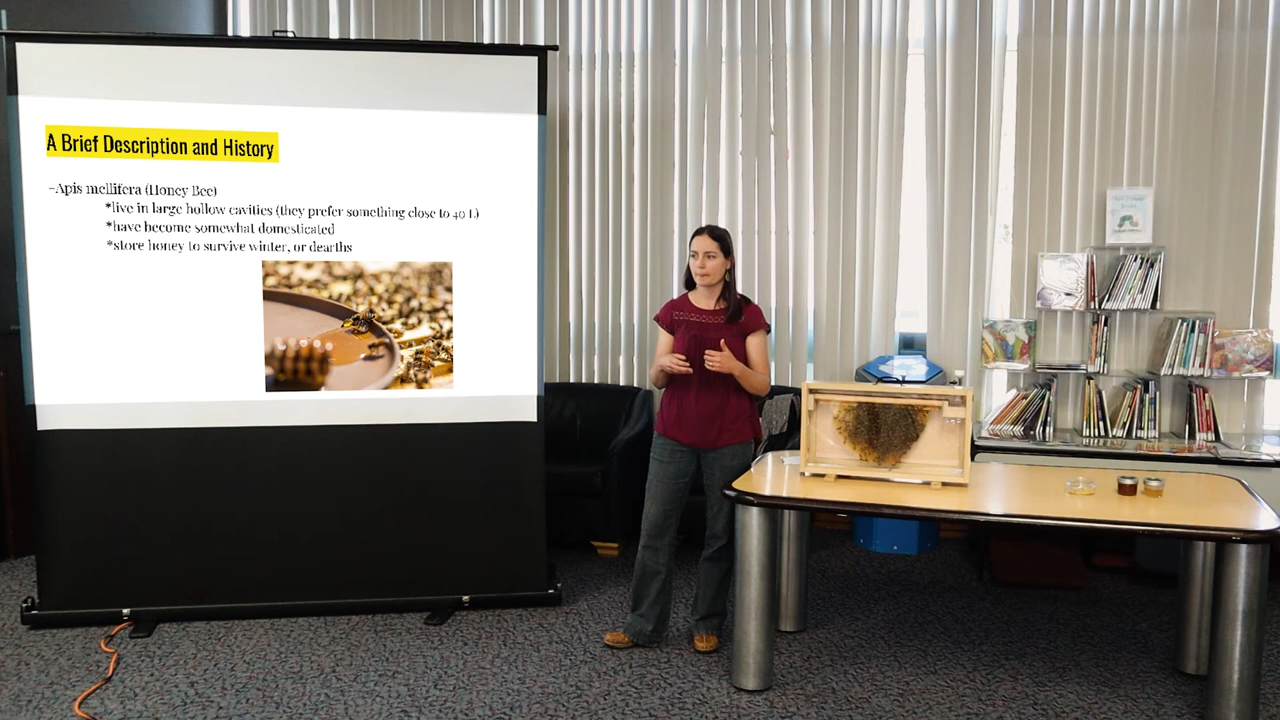 A Brief Description and History
-Apis mellifera (Honey Bee)
*live in large hollow cavities (they prefer something close to 40 L)
*have become somewhat domesticated
*store honey to survive winter, or dearths